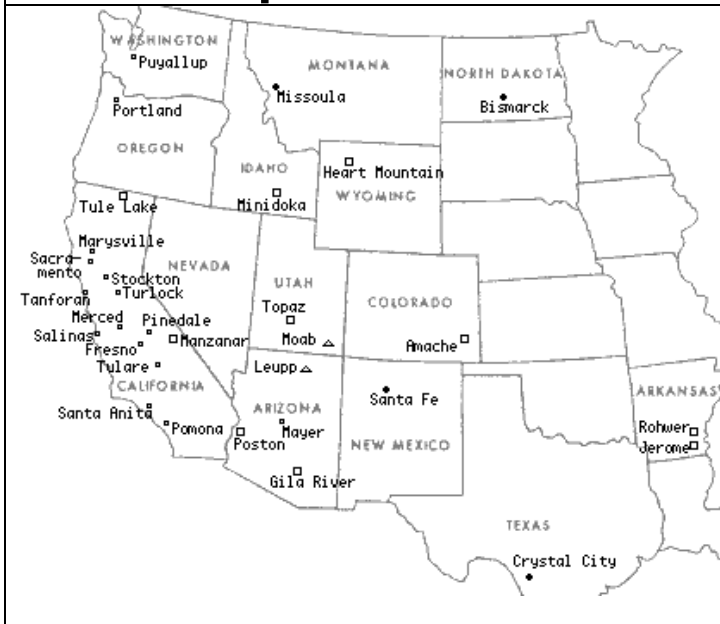 WASHINGTON
Puyallup
MONTANA
NORTH DAKOTA
Missoula
Bismarck
Portland
OREGON
IDAHO
Heart Mountain
WYOMING
Minidoka
Tule Lake
Marysville
Sacra-
mento
NEVADA
Stockton
UTAH
Tanforan
Turlock
COLORADO
Topaz
Merced
Pinedale
Salinas
Manzanar
Moab
Amache
Fresno
Tulare
Leupp
CALIFORNIA
Santa Fe
ARKANSAS
Santa Anita
ARIZONA
Pomona
Mayer
Rohwer
Poston
NEW MEXICO
Jerome
Gila River
TEXAS
Crystal City